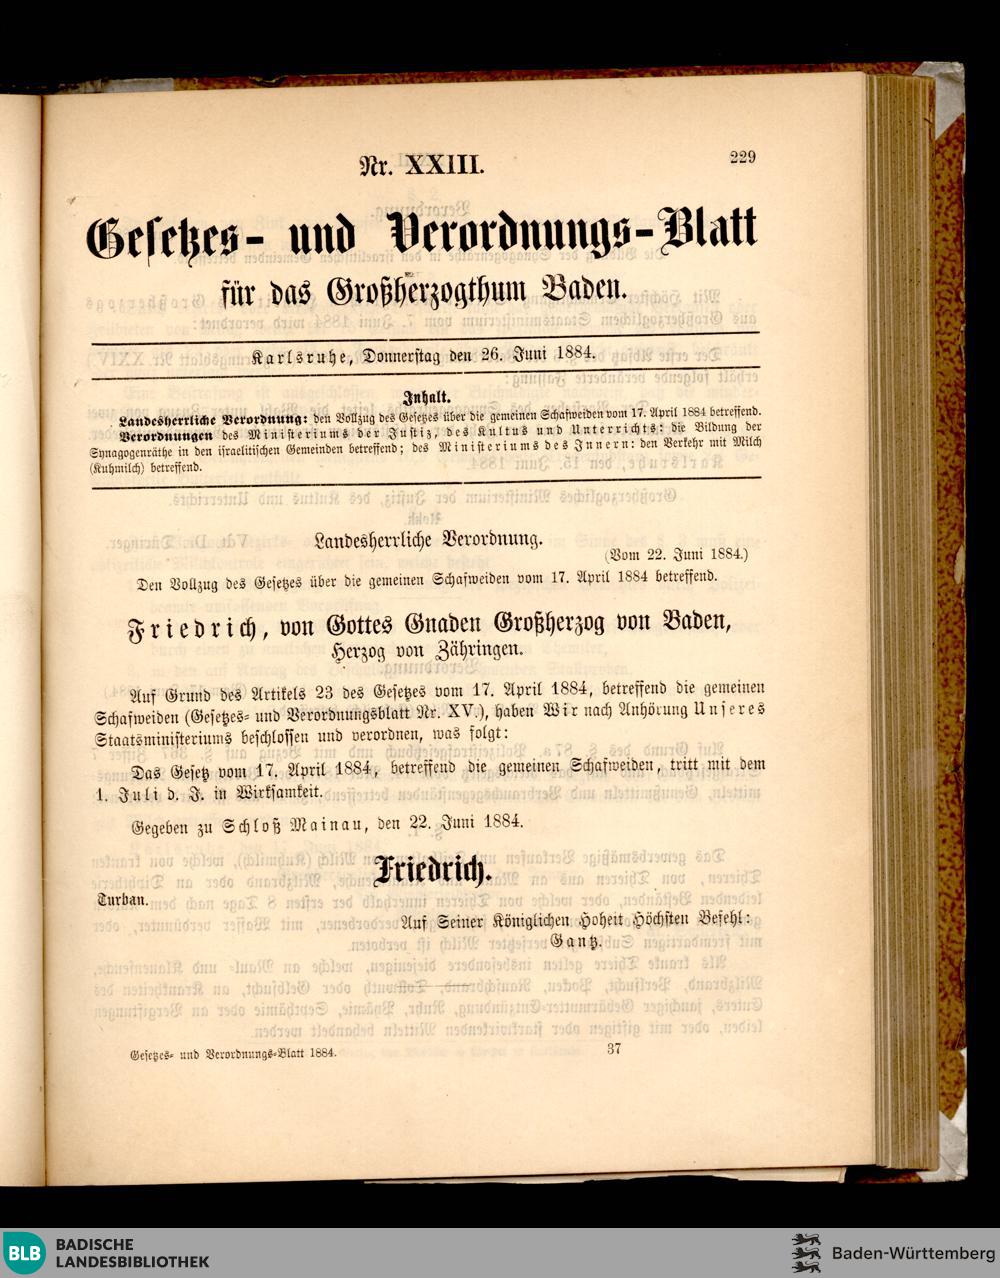 Nr. XXIII.
229
Gesetzes- und Verordnungs-Blatt
für das Großherzogthum Baden.
Karlsruhe, Donnerstag den 26. Juni 1884.
Inhalt.
Landesherrliche Verordnung: den Vollzug des Gesetzes über die gemeinen Schafweiden vom 17. April 1884 betreffend.
Verordnungen des Ministeriums der Justiz, des Kultus und Unterrichts: die Bildung der
Synagogenräthe in den israelitischen Gemeinden betreffend; des Ministeriums des Innern: den Verkehr mit Milch
(Kuhmilch) betreffend.
Landesherrliche Verordnung.
(Vom 22. Juni 1884.)
Den Vollzug des Gesetzes über die gemeinen Schafweiden vom 17. April 1884 betreffend.
Friedrich, von Gottes Gnaden Großherzog von Baden,
Herzog von Zähringen.
Auf Grund des Artikels 23 des Gesetzes vom 17. April 1884, betreffend die gemeinen
Schafweiden (Gesetzes- und Verordnungsblatt Nr. XV.), haben Wir nach Anhörung Unseres
Staatsministeriums beschlossen und verordnen, was folgt:
Das Gesetz vom 17. April 1884, betreffend die gemeinen Schafweiden, tritt mit dem
1. Juli d. J. in Wirksamkeit.
Gegeben zu Schloß Mainau, den 22. Juni 1884.
Friedrich.
Turban.
Auf Seiner Königlichen Hoheit Höchsten Befehl:
Gantz.
Gesetzes- und Verordnungs-Blatt 1884.
37
BLB BADISCHE
LANDESBIBLIOTHEK
Baden-Württemberg